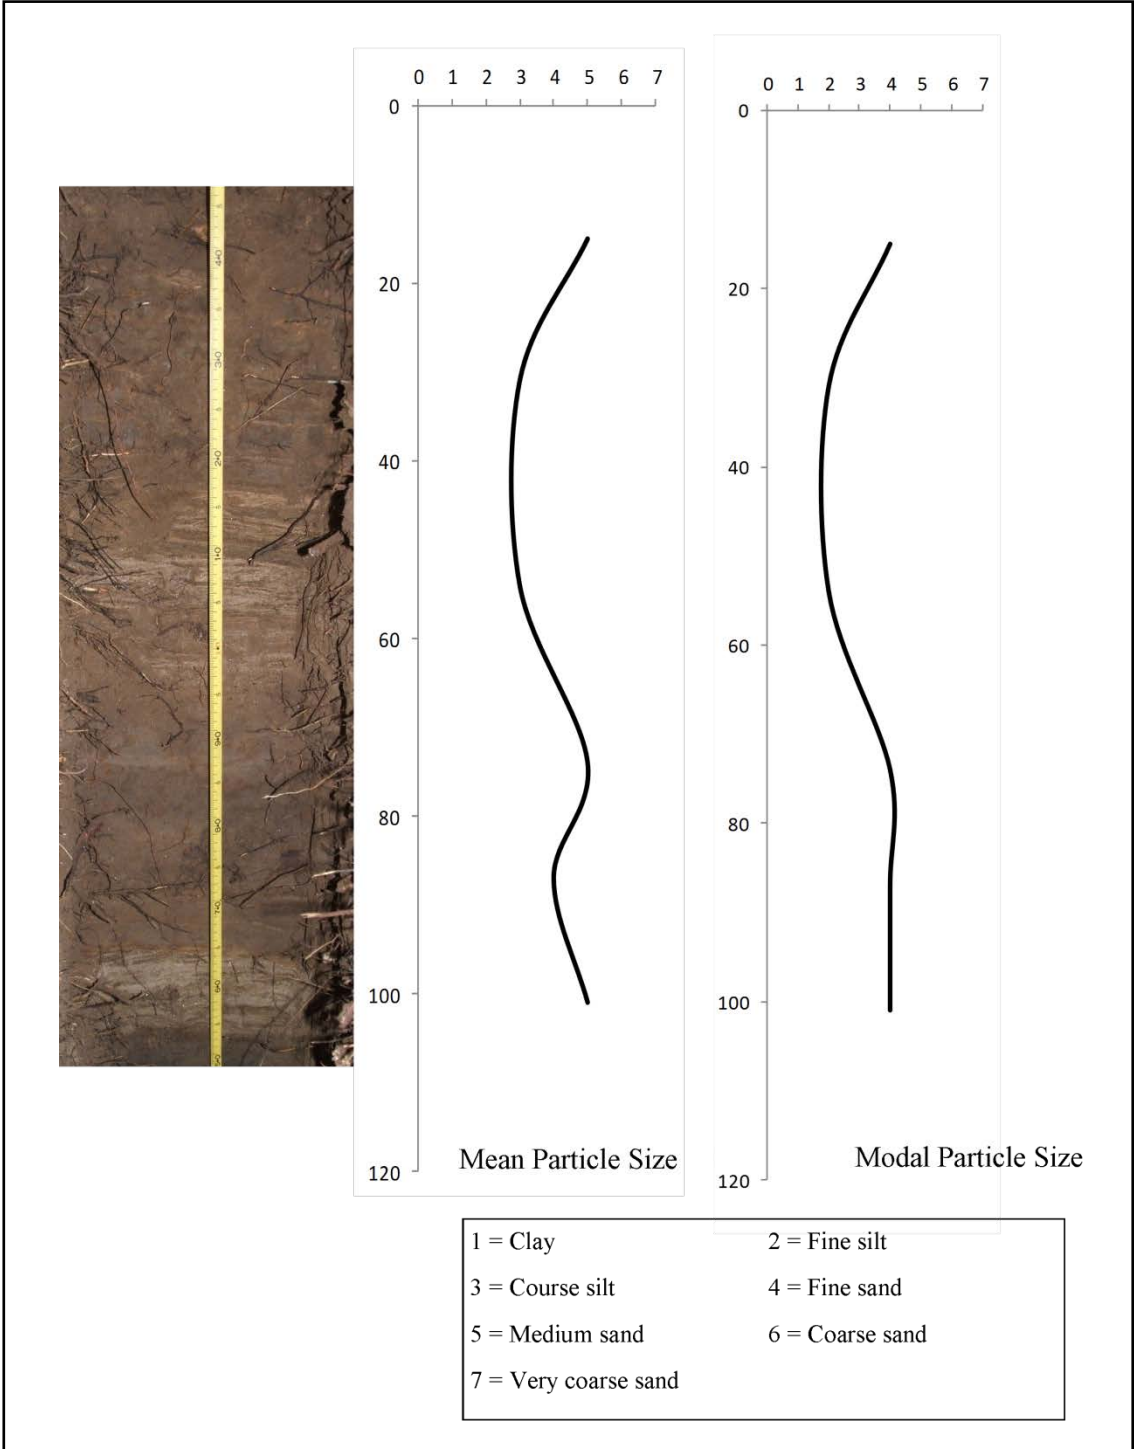 0 1 2 3 4 5 6 7
0
20
40
60
80
100
120
Mean Particle Size
0 1 2 3 4 5 6 7
0
20
40
60
80
100
120
Modal Particle Size
1 = Clay 2 = Fine silt
3 = Course silt 4 = Fine sand
5 = Medium sand 6 = Coarse sand
7 = Very coarse sand